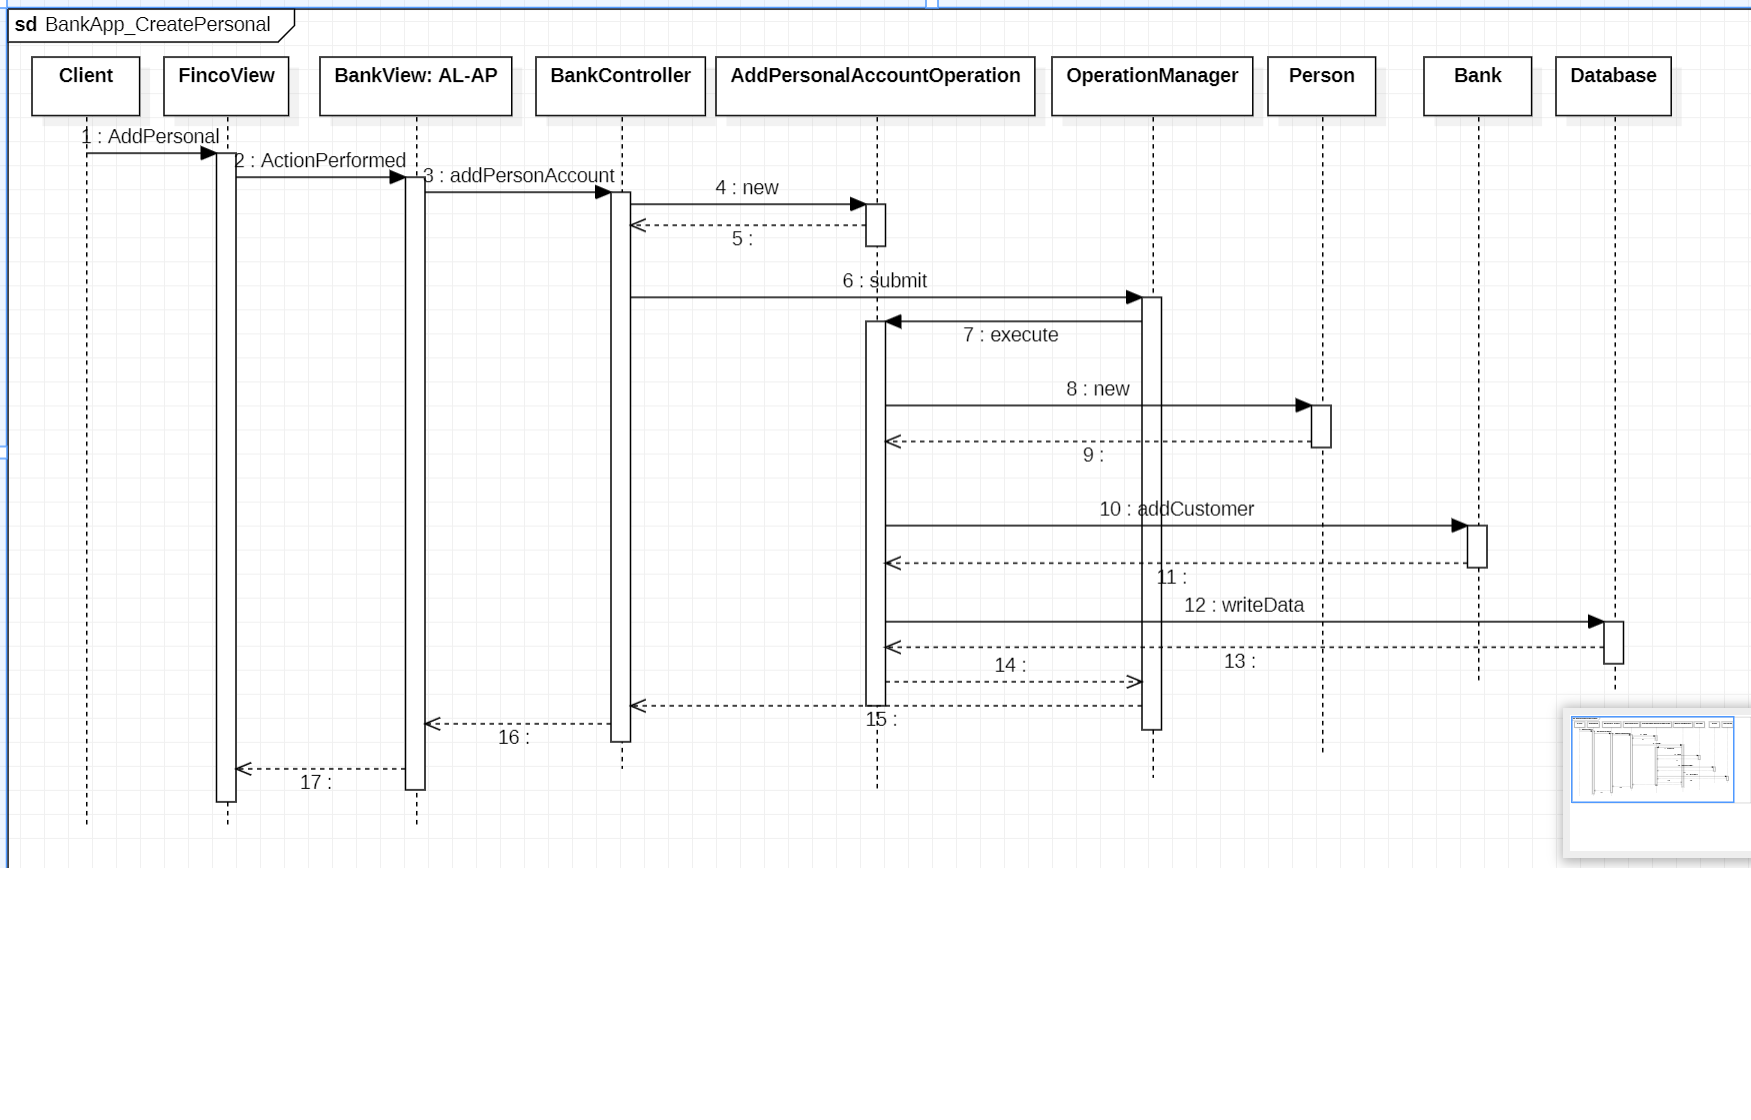 sd BankApp_CreatePersonal
Client
FincoView
BankView: AL-AP
BankController
AddPersonalAccountOperation
OperationManager
Person
Bank
Database
1 : AddPersonal
2 : ActionPerformed
3 : addPersonAccount
4 : new
5 :
6 : submit
7 : execute
8 : new
9 :
10 : addCustomer
11 :
12 : writeData
13 :
14 :
15 :
16 :
17 :